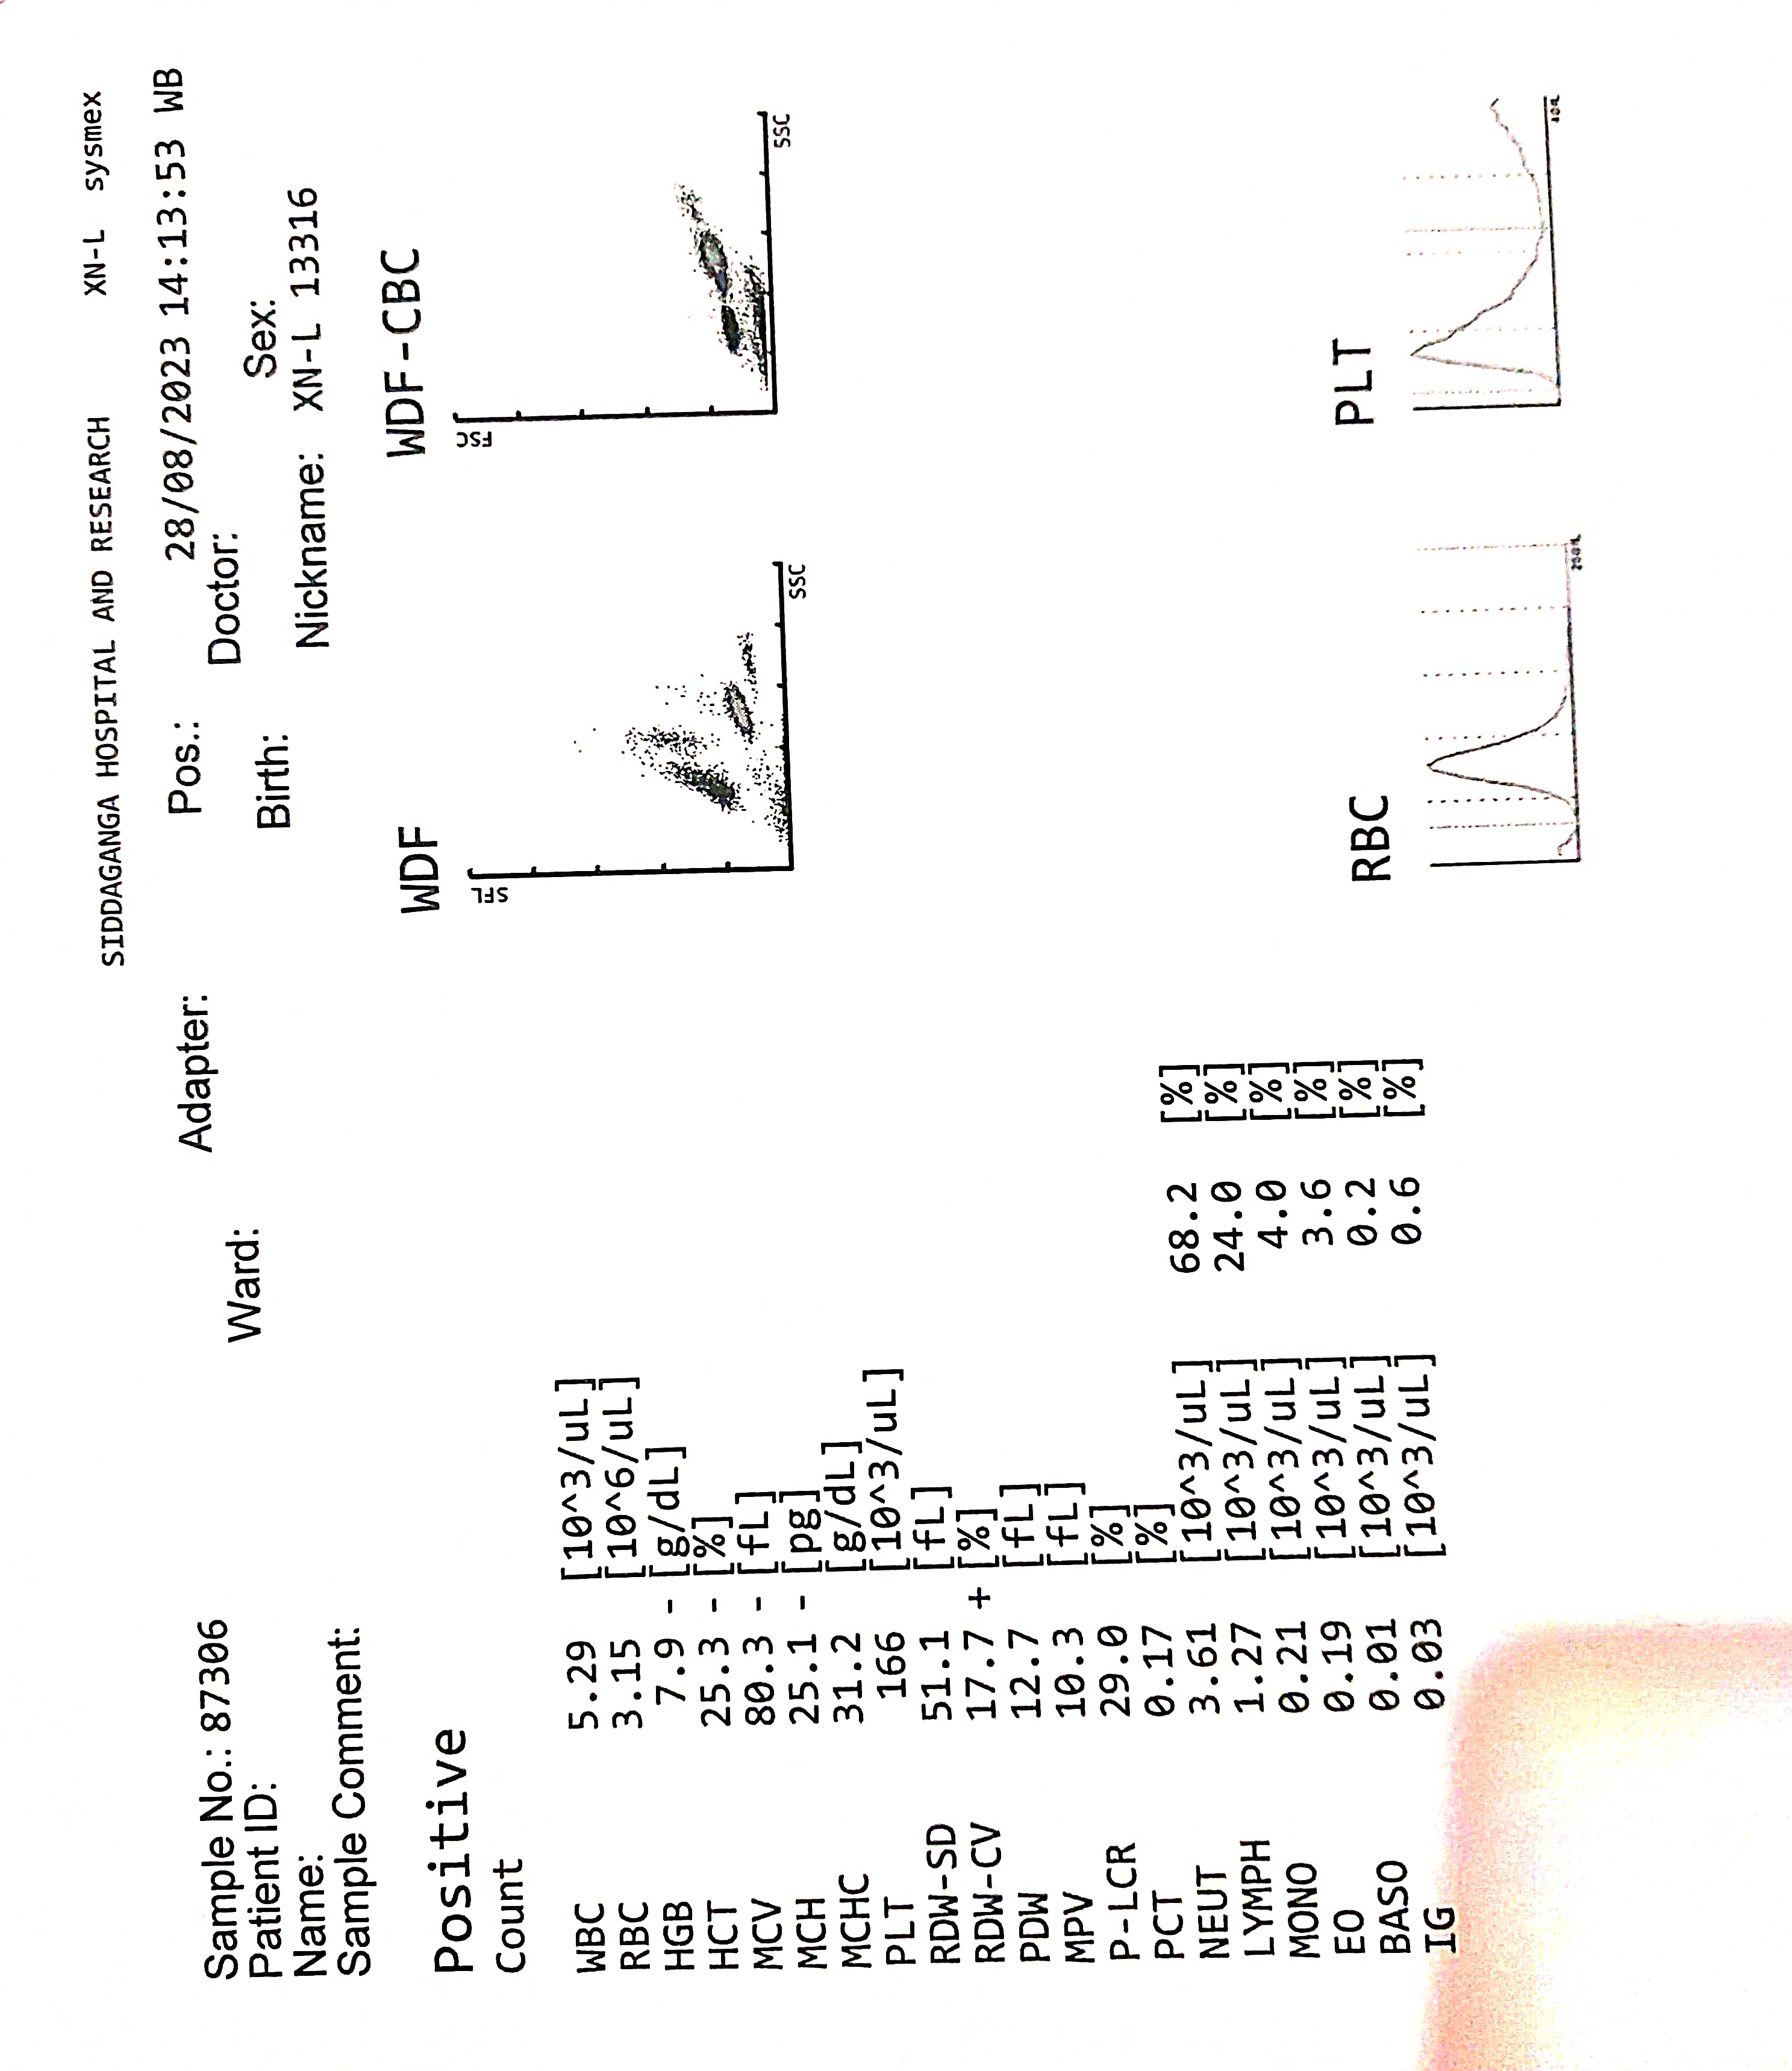 SIDDAGANGA HOSPITAL AND RESEARCH XN-L sysmex
Sample No.: 87306 Adapter: Pos.: 28/08/2023 14:13:53 WB
Patient ID: Ward: Doctor:
Name: Birth: Sex:
Sample Comment: Nickname: XN-L 13316
Positive
Count
WDF
SFL
SSC
WDF-CBC
FSC
SSC
WBC 5.29 [10^3/uL]
RBC 3.15 [10^6/uL]
HGB 7.9 - [g/dL]
HCT 25.3 - [%]
MCV 80.3 - [fL]
MCH 25.1 - [pg]
MCHC 31.2 [g/dL]
PLT 166 [10^3/uL]
RDW-SD 51.1 [fL]
RDW-CV 17.7 + [%]
PDW 12.7 [fL]
MPV 10.3 [fL]
P-LCR 29.0 [%]
PCT 0.17 [%]
NEUT 3.61 [10^3/uL] 68.2 [%]
LYMPH 1.27 [10^3/uL] 24.0 [%]
MONO 0.21 [10^3/uL] 4.0 [%]
EO 0.19 [10^3/uL] 3.6 [%]
BASO 0.01 [10^3/uL] 0.2 [%]
IG 0.03 [10^3/uL] 0.6 [%]
RBC
PLT